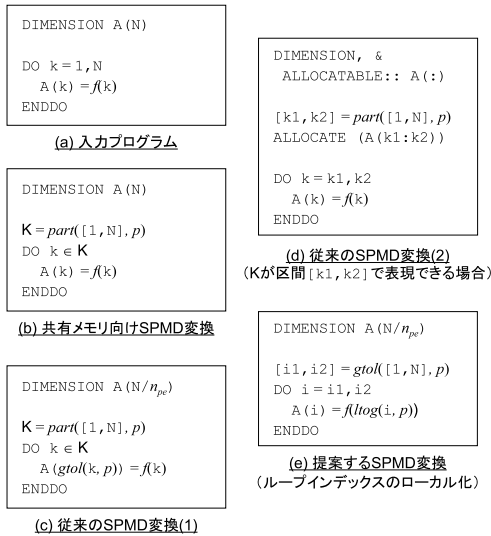 DIMENSION A(N)
DO k=1,N
A(k)=f(k)
ENDDO
(a) 入力プログラム
DIMENSION A(N)
K=part([1,N],p)
DO k∈K
A(k)=f(k)
ENDDO
(b) 共有メモリ向けSPMD変換
DIMENSION A(N/npe)
K=part([1,N],p)
DO k∈K
A(gtol(k,p))=f(k)
ENDDO
(c) 従来のSPMD変換(1)
DIMENSION, &
ALLOCATABLE:: A(:)
[k1,k2]=part([1,N],p)
ALLOCATE (A(k1:k2))
DO k=k1,k2
A(k)=f(k)
ENDDO
(d) 従来のSPMD変換(2)
(Kが区間[k1,k2]で表現できる場合)
DIMENSION A(N/npe)
[i1,i2]=gtol([1,N],p)
DO i=i1,i2
A(i)=f(ltog(i,p))
ENDDO
(e) 提案するSPMD変換
(ループインデックスのローカル化)